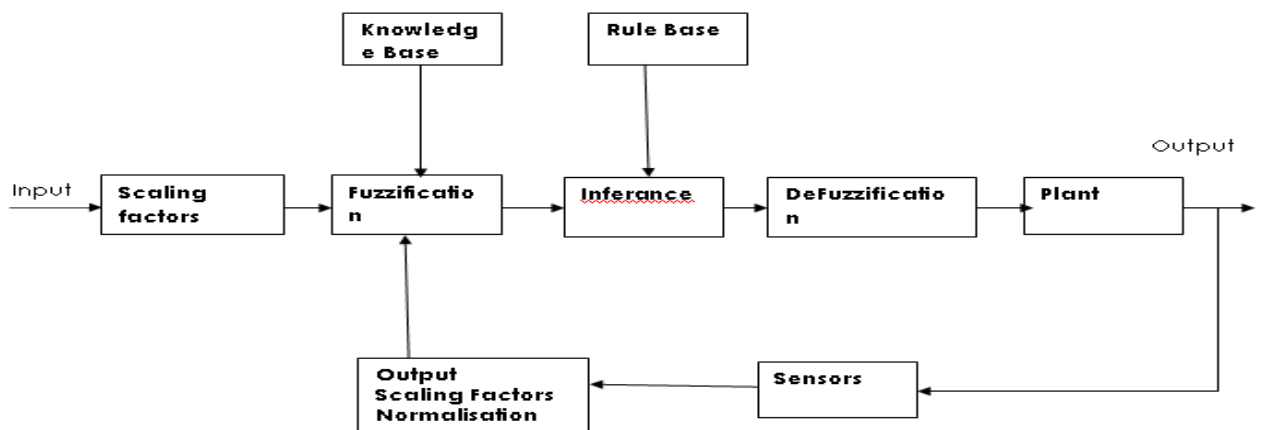 Knowledg
e Base
Rule Base
Output
Input
Scaling
factors
Fuzzificatio
n
Inferance
DeFuzzificatio
n
Plant
Output
Scaling Factors
Normalisation
Sensors